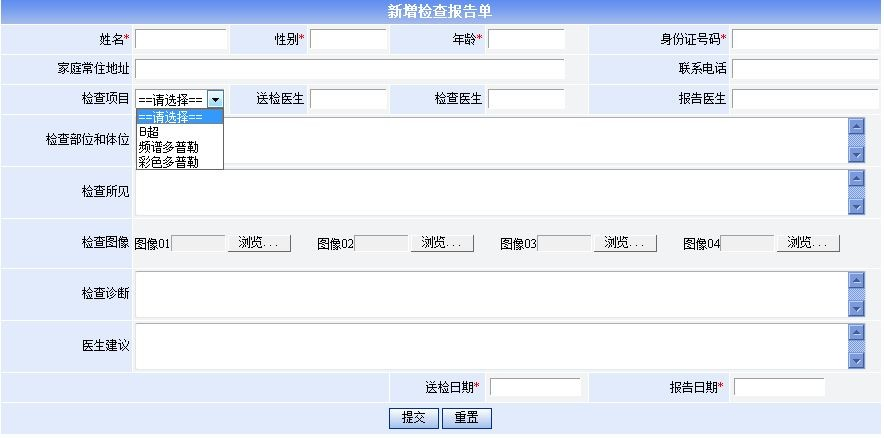 新增检查报告单
姓名* 性别* 年龄* 身份证号码*
家庭常住地址 联系电话
检查项目 ==请选择== 送检医生 检查医生 报告医生
==请选择==
B超
频谱多普勒
彩色多普勒
检查部位和体位
检查所见
检查图像 图像01 浏览... 图像02 浏览... 图像03 浏览... 图像04 浏览...
检查诊断
医生建议
送检日期* 报告日期*
提交 重置